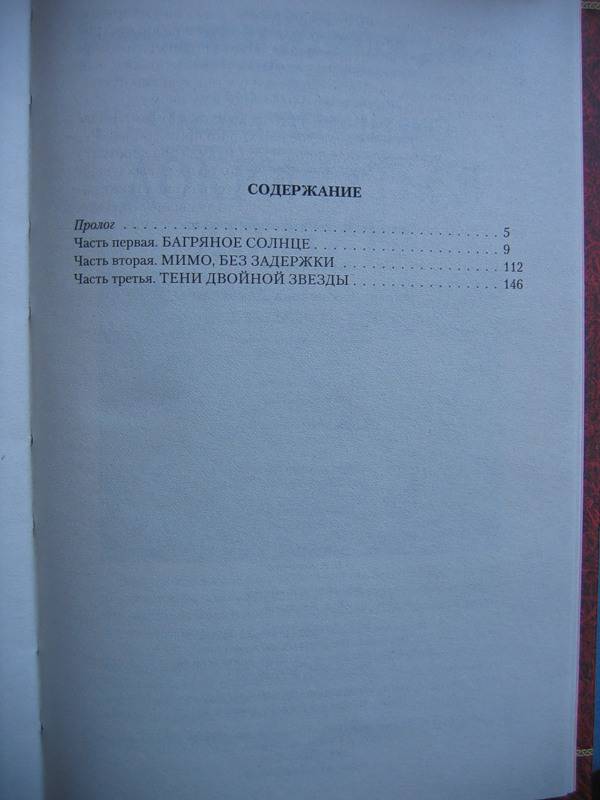 СОДЕРЖАНИЕ
Пролог . . . . . . . . . . . . . . . . . . . . . . . . . . . . . . . . . . . . . . 5
Часть первая. БАГРЯНОЕ СОЛНЦЕ . . . . . . . . . . . . . . . . . . 9
Часть вторая. МИМО, БЕЗ ЗАДЕРЖКИ . . . . . . . . . . . . . . . 112
Часть третья. ТЕНИ ДВОЙНОЙ ЗВЕЗДЫ . . . . . . . . . . . . . . 146